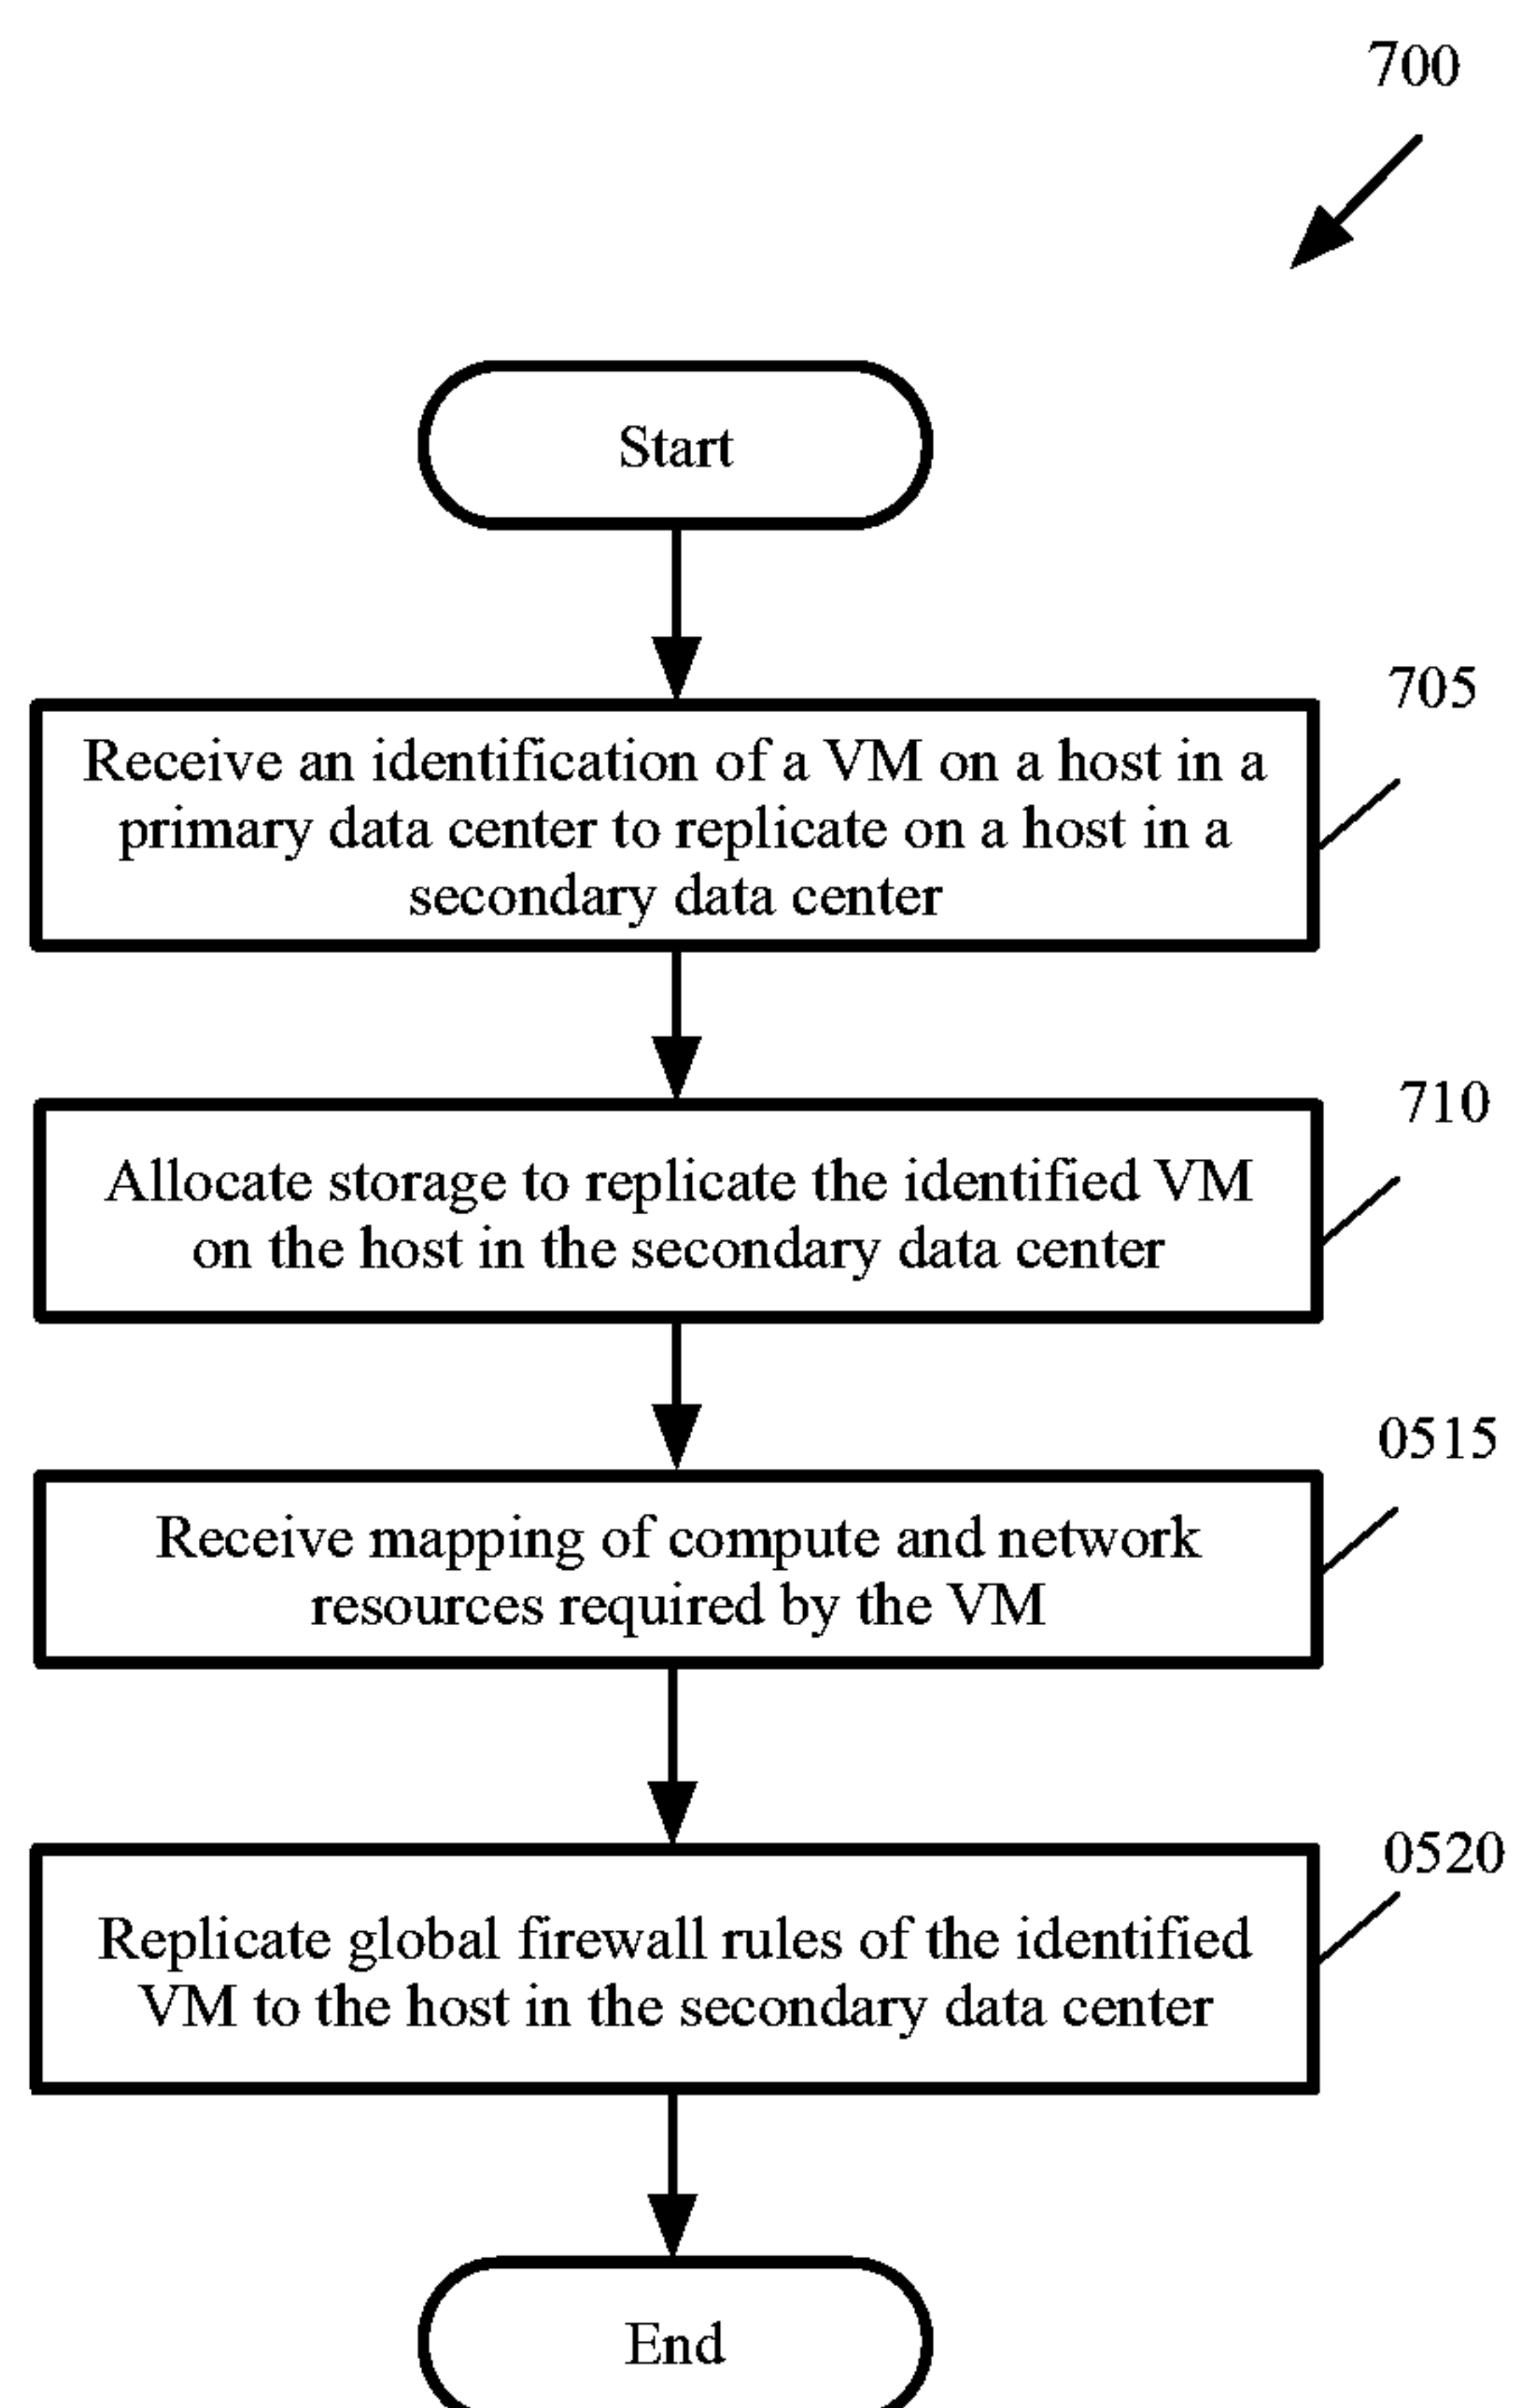 700
Start
705
Receive an identification of a VM on a host in a
primary data center to replicate on a host in a
secondary data center
710
Allocate storage to replicate the identified VM
on the host in the secondary data center
0515
Receive mapping of compute and network
resources required by the VM
0520
Replicate global firewall rules of the identified
VM to the host in the secondary data center
End